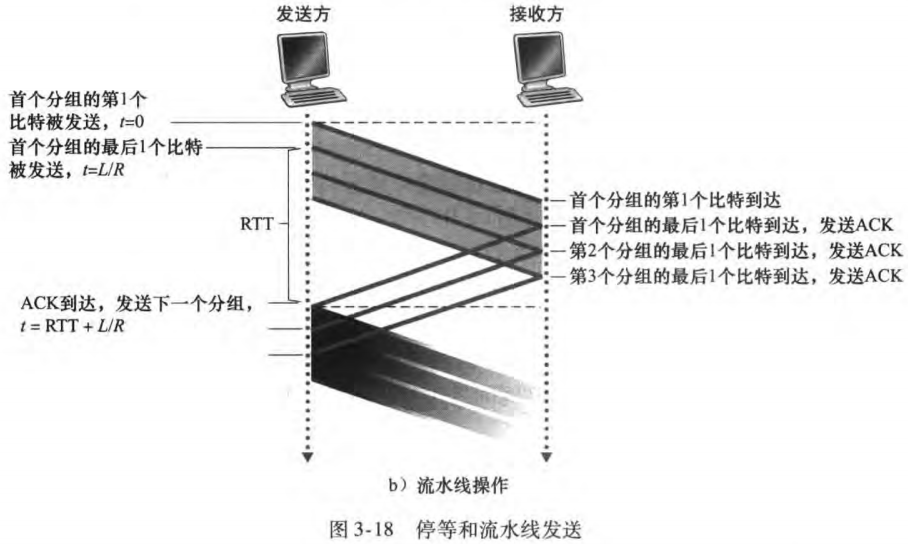 发送方
接收方
首个分组的第1个
比特被发送，t=0
首个分组的最后1个比特
被发送，t=L/R
首个分组的第1个比特到达
首个分组的最后1个比特到达，发送ACK
RTT
第2个分组的最后1个比特到达，发送ACK
第3个分组的最后1个比特到达，发送ACK
ACK到达，发送下一个分组，
t = RTT + L/R
b）流水线操作
图 3-18 停等和流水线发送